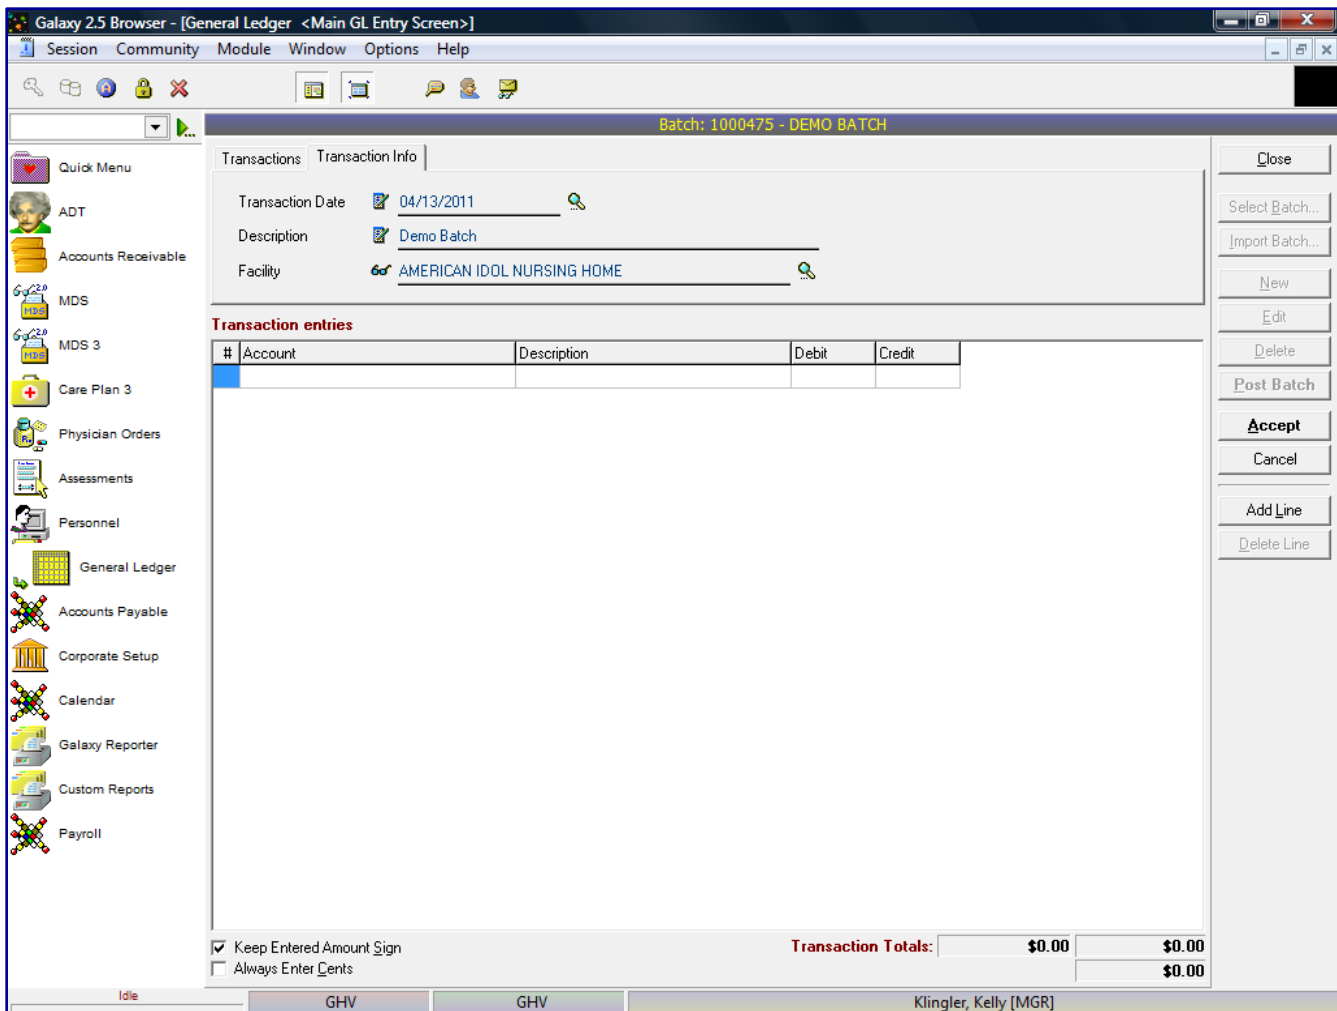 Galaxy 2.5 Browser - [General Ledger <Main GL Entry Screen>]
Session Community Module Window Options Help
Batch: 1000475 - DEMO BATCH
Quick Menu
ADT
Accounts Receivable
MDS
MDS 3
Care Plan 3
Physician Orders
Assessments
Personnel
General Ledger
Accounts Payable
Corporate Setup
Calendar
Galaxy Reporter
Custom Reports
Payroll
Transactions Transaction Info
Transaction Date 04/13/2011
Description Demo Batch
Facility AMERICAN IDOL NURSING HOME
Transaction entries
# Account Description Debit Credit
Keep Entered Amount Sign
Always Enter Cents
Transaction Totals: $0.00 $0.00
$0.00
Close
Select Batch...
Import Batch...
New
Edit
Delete
Post Batch
Accept
Cancel
Add Line
Delete Line
Idle GHV GHV Klingler, Kelly [MGR]